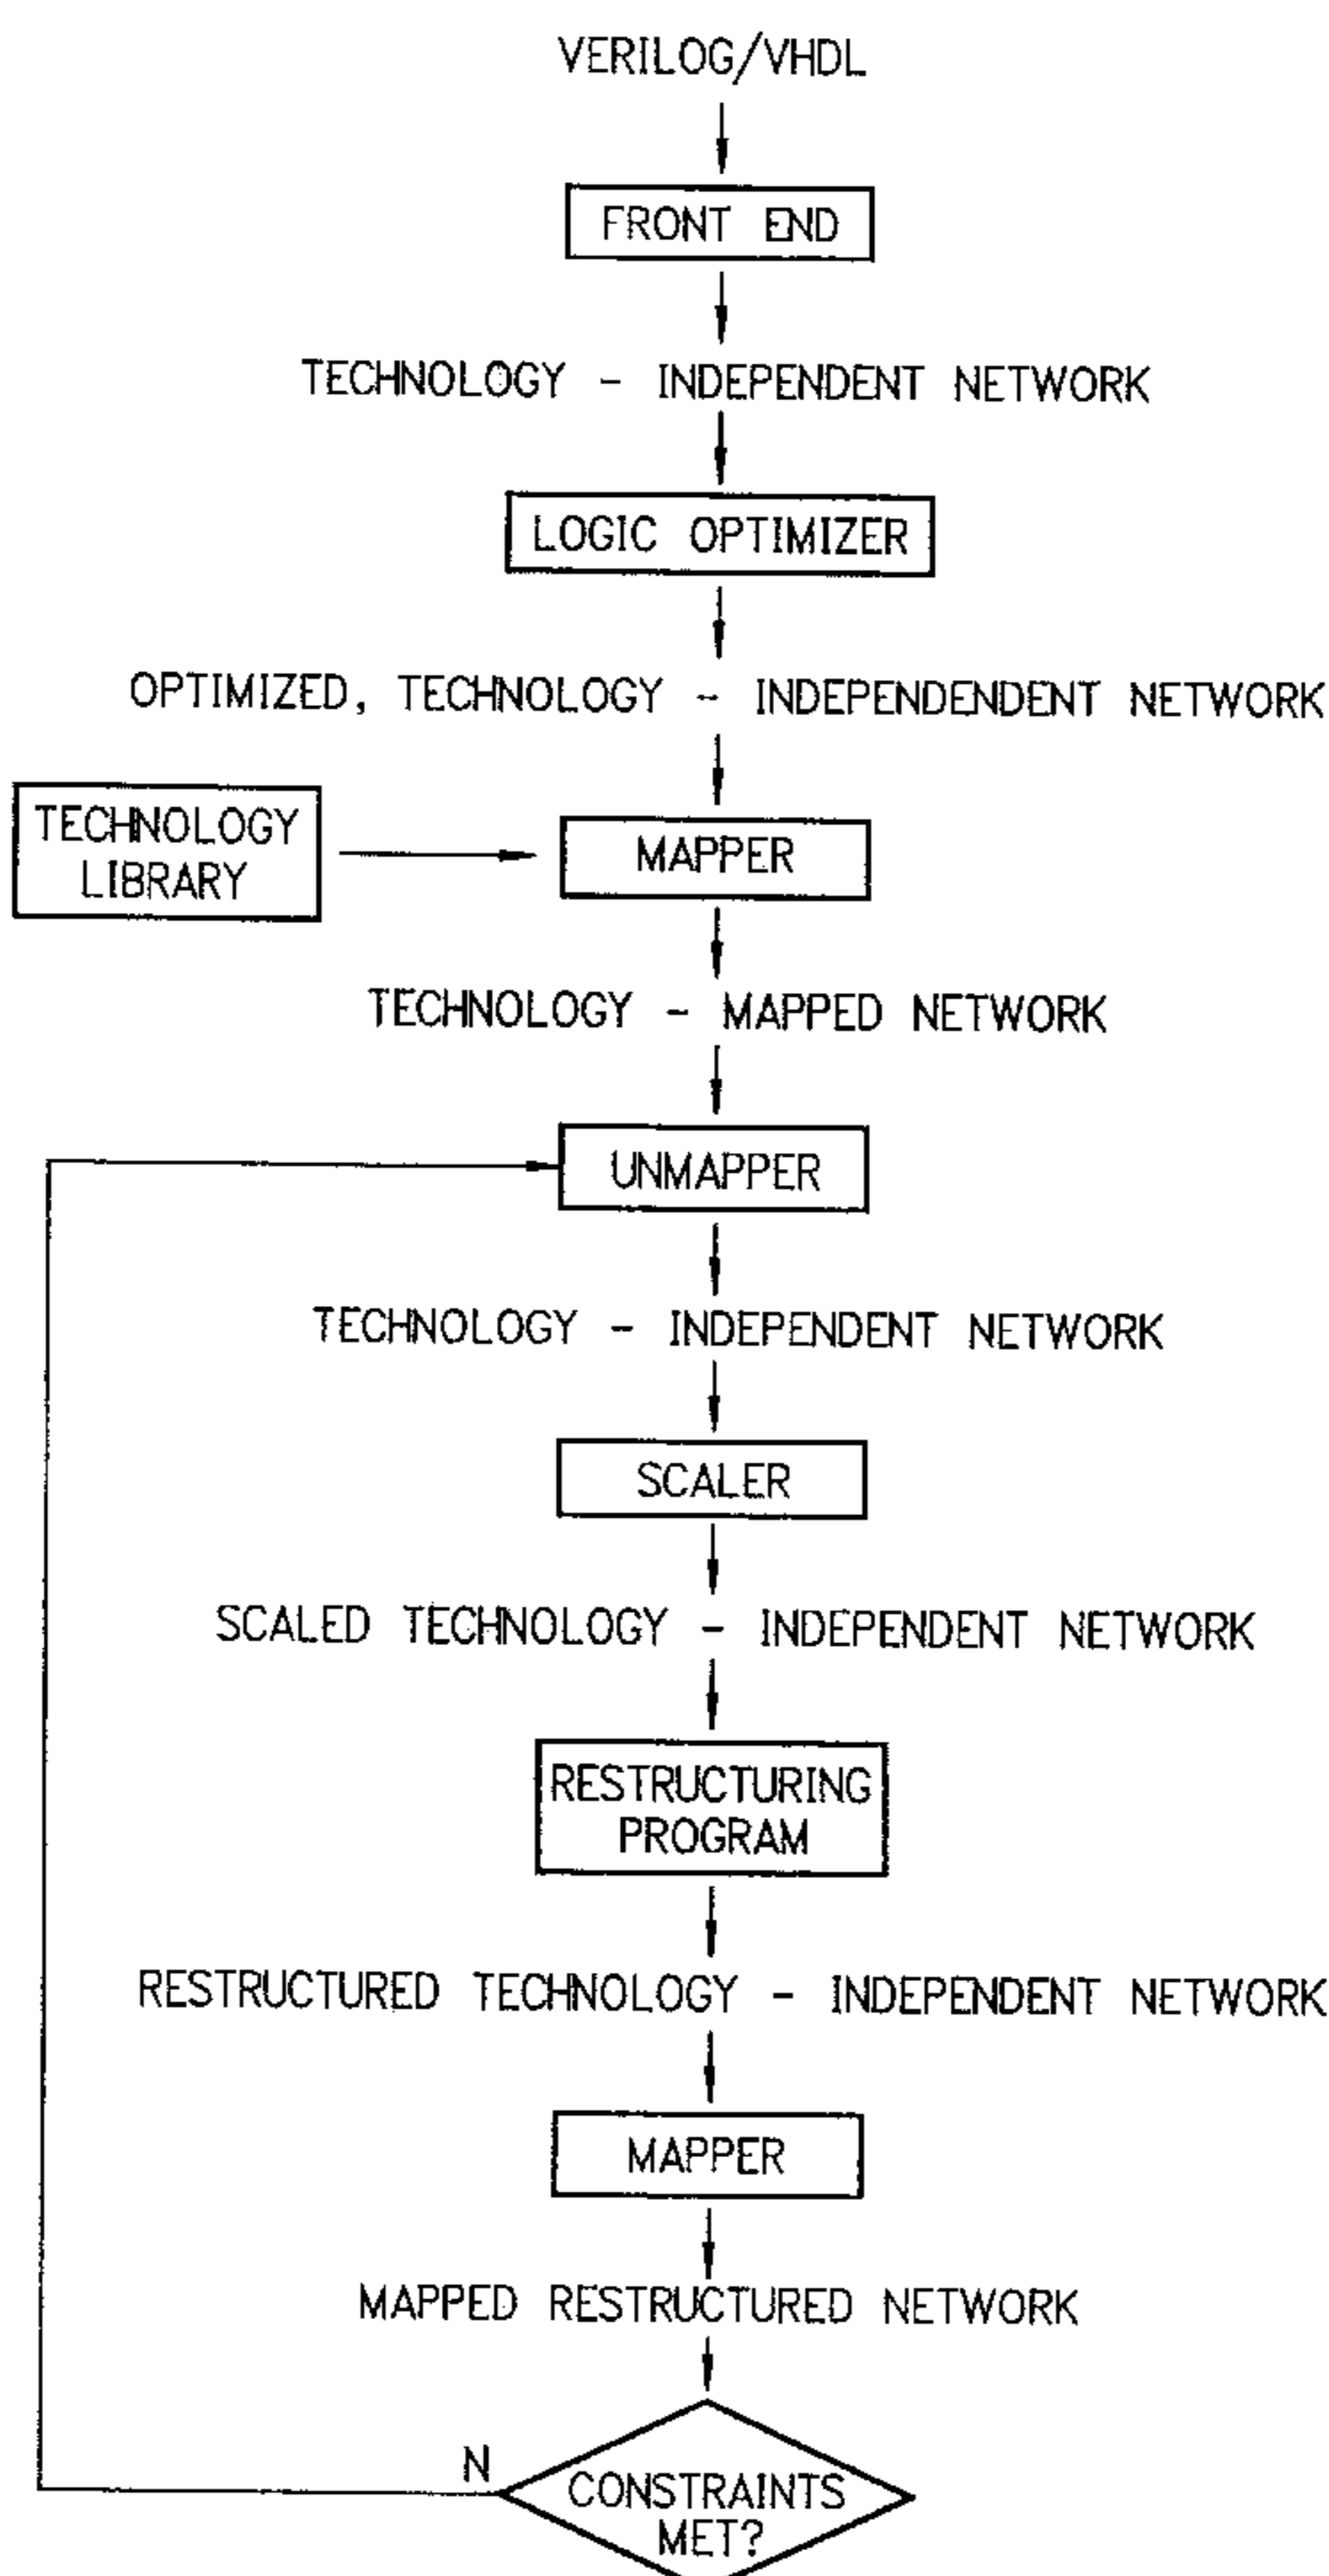 VERILOG/VHDL
FRONT END
TECHNOLOGY - INDEPENDENT NETWORK
LOGIC OPTIMIZER
OPTIMIZED, TECHNOLOGY - INDEPENDENDENT NETWORK
TECHNOLOGY
LIBRARY
MAPPER
TECHNOLOGY - MAPPED NETWORK
UNMAPPER
TECHNOLOGY - INDEPENDENT NETWORK
SCALER
SCALED TECHNOLOGY - INDEPENDENT NETWORK
RESTRUCTURING
PROGRAM
RESTRUCTURED TECHNOLOGY - INDEPENDENT NETWORK
MAPPER
MAPPED RESTRUCTURED NETWORK
N
CONSTRAINTS
MET?